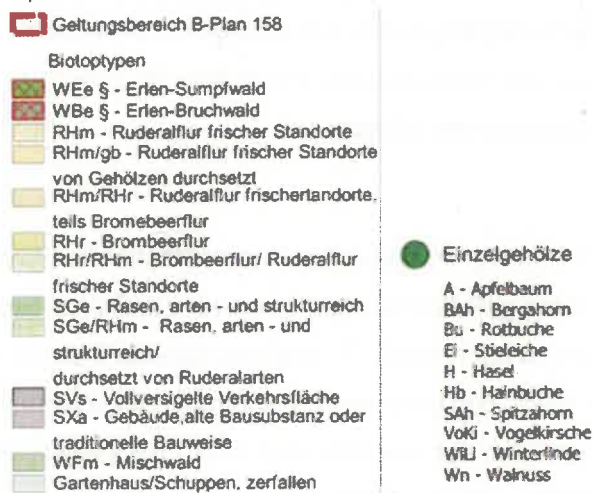 Geltungsbereich B-Plan 158
Biotoptypen
WEe § - Erlen-Sumpfwald
WBe § - Erlen-Bruchwald
RHm - Ruderalflur frischer Standorte
RHm/gb - Ruderalflur frischer Standorte
von Gehölzen durchsetzt
RHm/RHr - Ruderalflur frischertandorte,
teils Bromebeerflur
RHr - Brombeerflur
RHr/RHm - Brombeerflur/ Ruderalflur
frischer Standorte
SGe - Rasen, arten - und strukturreich
SGe/RHm - Rasen, arten - und
strukturreich/
durchsetzt von Ruderalarten
SVs - Vollversigelte Verkehrsfläche
SXa - Gebäude,alte Bausubstanz oder
traditionelle Bauweise
WFm - Mischwald
Gartenhaus/Schuppen, zerfallen
Einzelgehölze
A - Apfelbaum
BAh - Bergahorn
Bu - Rotbuche
Ei - Stieleiche
H - Hasel
Hb - Hainbuche
SAh - Spitzahorn
VoKi - Vogelkirsche
WiLi - Winterlinde
Wn - Walnuss